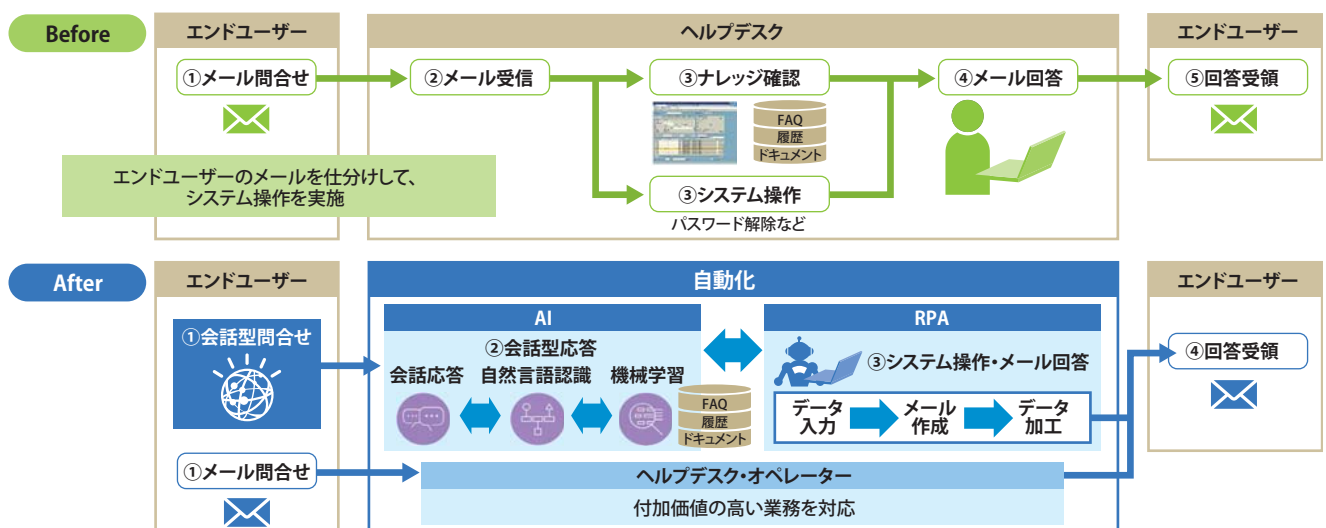 Before
エンドユーザー
ヘルプデスク
エンドユーザー
①メール問合せ
②メール受信
③ナレッジ確認
④メール回答
⑤回答受領
FAQ
履歴
ドキュメント
エンドユーザーのメールを仕分けして、
システム操作を実施
③システム操作
パスワード解除など
After
エンドユーザー
自動化
エンドユーザー
①会話型問合せ
AI
②会話型応答
会話応答
自然言語認識
機械学習
FAQ
履歴
ドキュメント
RPA
③システム操作・メール回答
データ
入力
メール
作成
データ
加工
④回答受領
①メール問合せ
ヘルプデスク・オペレーター
付加価値の高い業務を対応